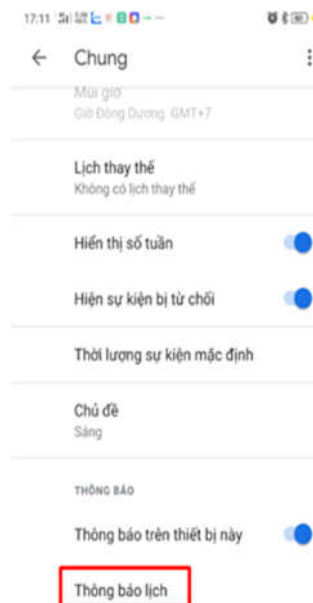 17:11
Chung
Múi giờ
Giờ Đông Dương GMT+7
Lịch thay thế
Không có lịch thay thế
Hiển thị số tuần
Hiện sự kiện bị từ chối
Thời lượng sự kiện mặc định
Chủ đề
Sáng
THÔNG BÁO
Thông báo trên thiết bị này
Thông báo lịch